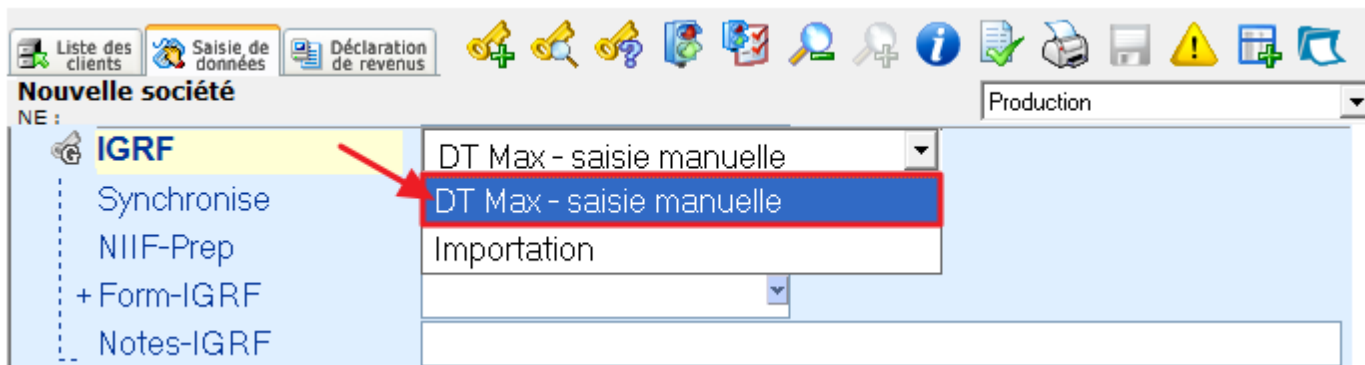 Liste des clients
Saisie de données
Déclaration de revenus
i
Nouvelle société
Production
NE :
G IGRF
DT Max - saisie manuelle
Synchronise
DT Max - saisie manuelle
NIIF-Prep
Importation
+ Form-IGRF
Notes-IGRF